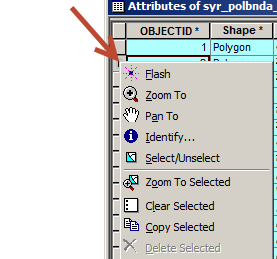 Attributes of syr_polbnda_
OBJECTID * Shape *
1 Polygon
Flash
Zoom To
Pan To
Identify...
Select/Unselect
Zoom To Selected
Clear Selected
Copy Selected
Delete Selected